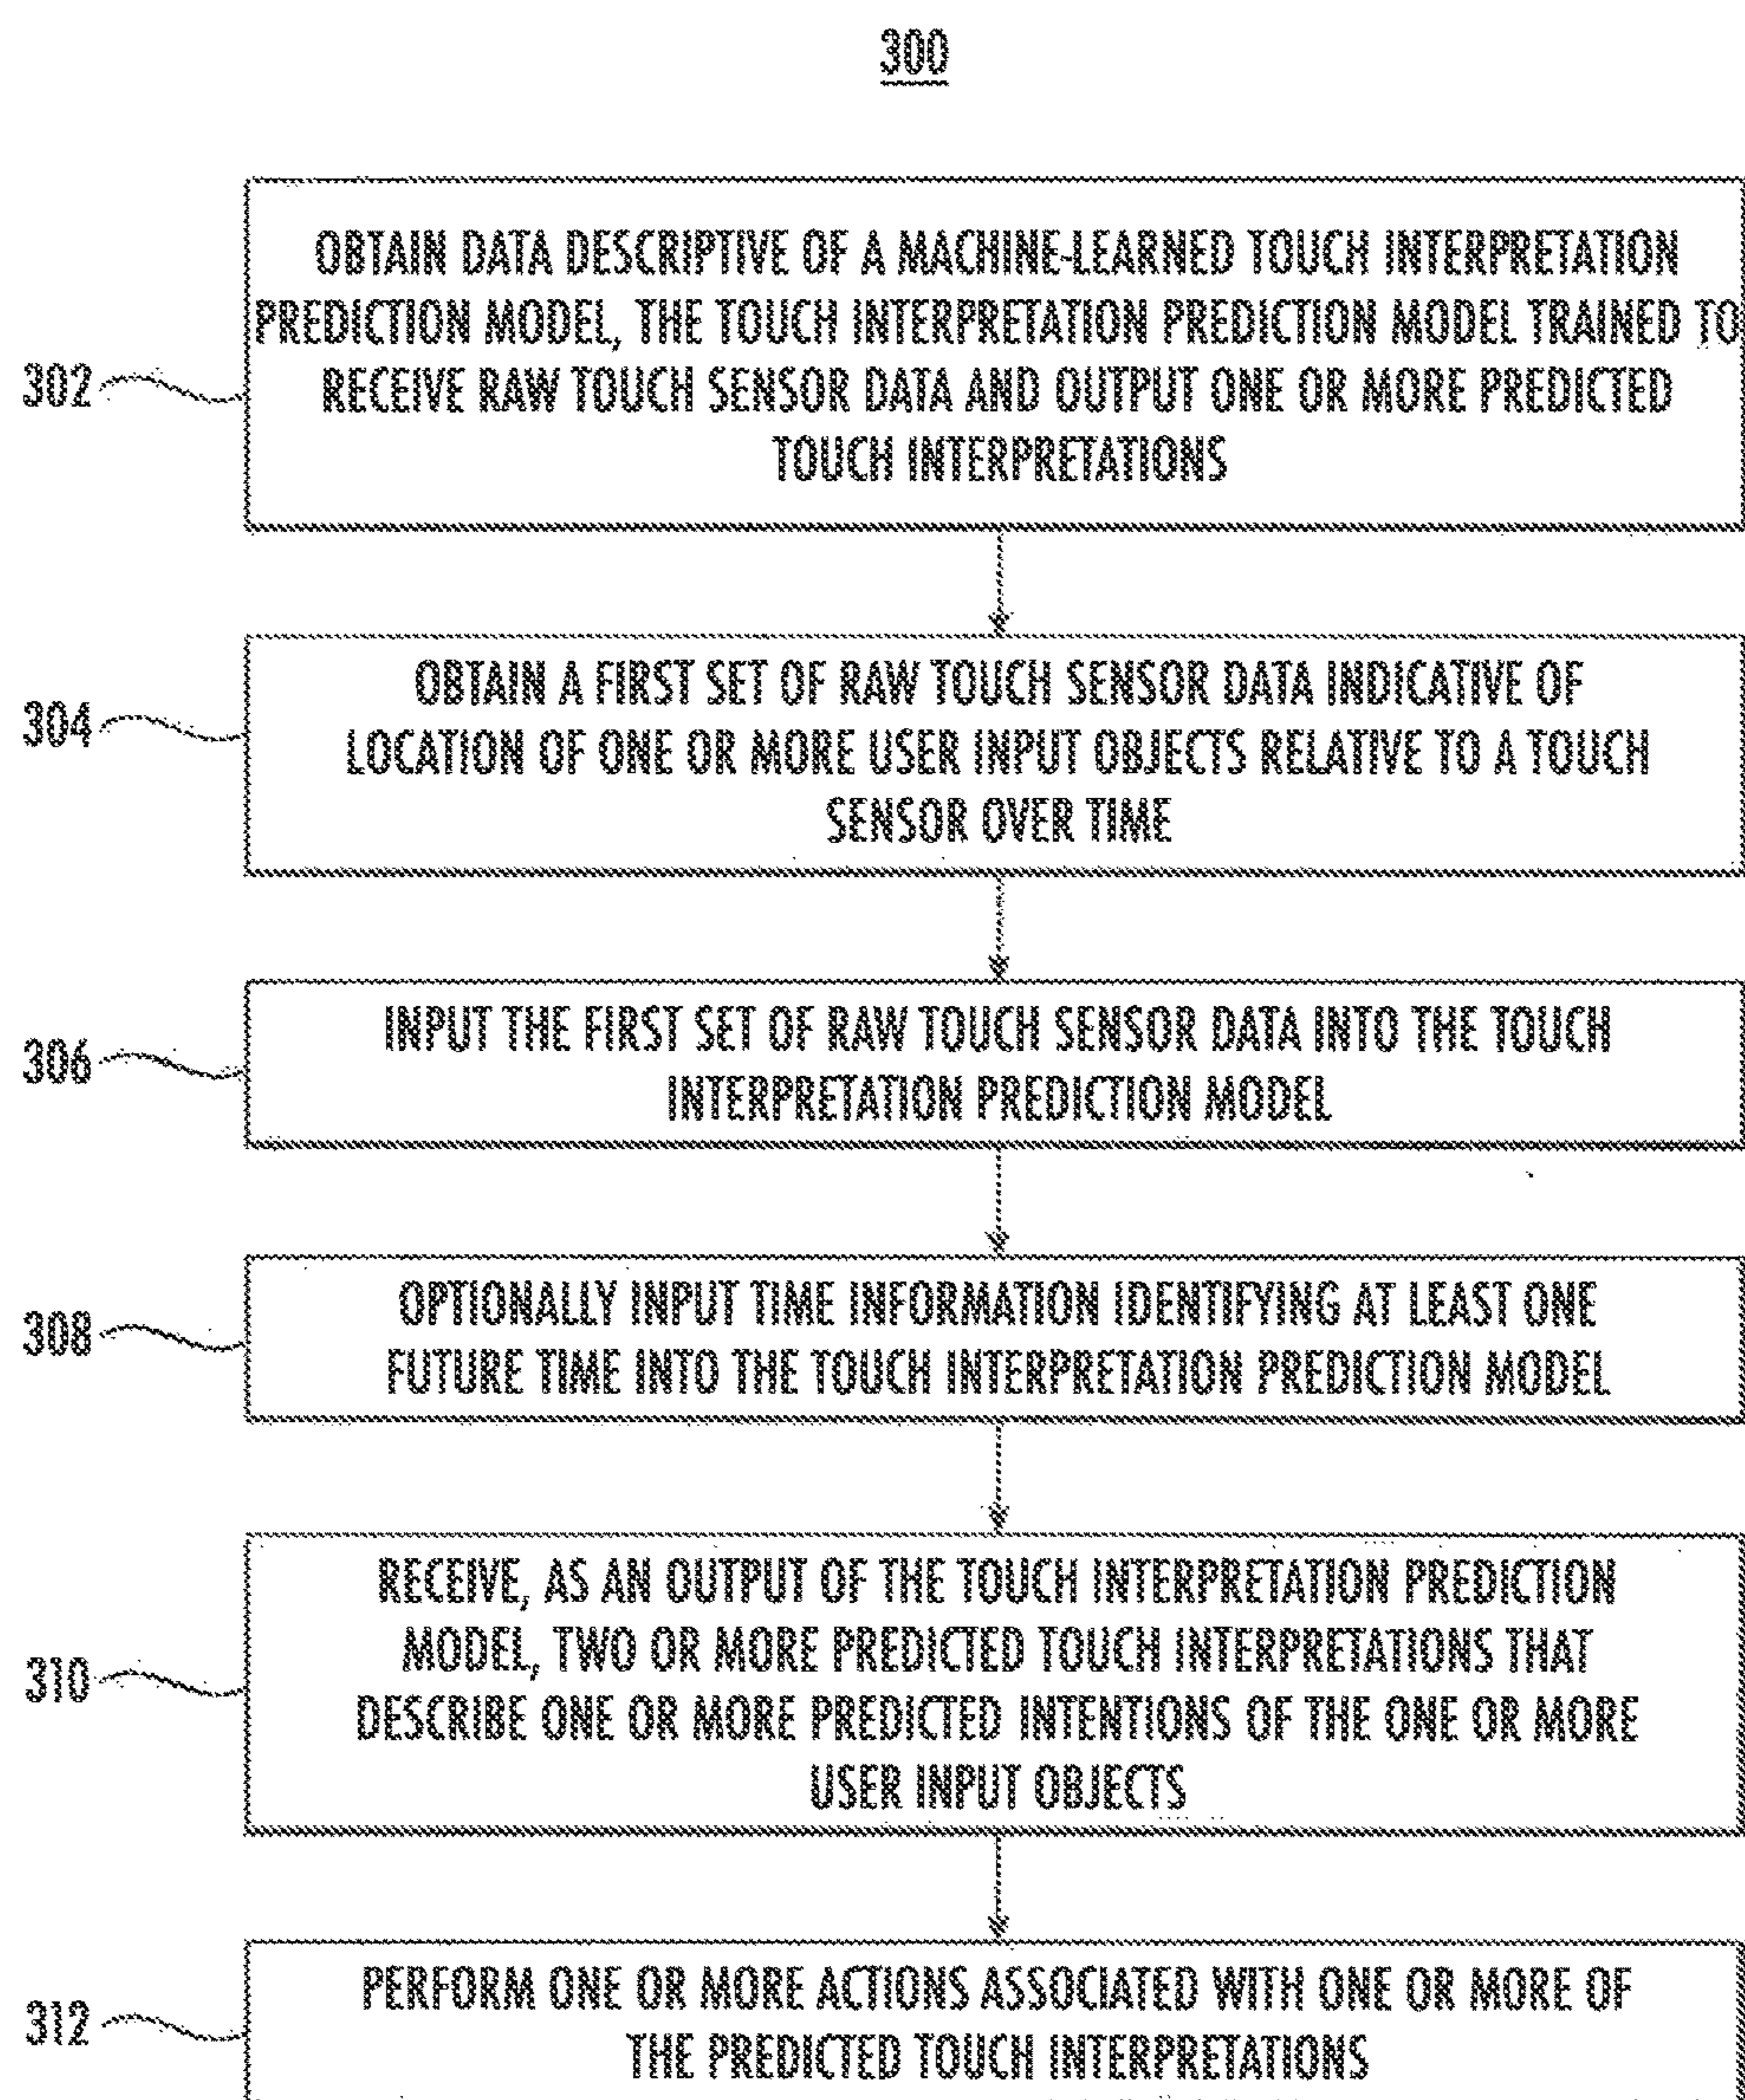 300
OBTAIN DATA DESCRIPTIVE OF A MACHINE-LEARNED TOUCH INTERPRETATION
PREDICTION MODEL, THE TOUCH INTERPRETATION PREDICTION MODEL TRAINED TO
302
RECEIVE RAW TOUCH SENSOR DATA AND OUTPUT ONE OR MORE PREDICTED
TOUCH INTERPRETATIONS
OBTAIN A FIRST SET OF RAW TOUCH SENSOR DATA INDICATIVE OF
304
LOCATION OF ONE OR MORE USER INPUT OBJECTS RELATIVE TO A TOUCH
SENSOR OVER TIME
306
INPUT THE FIRST SET OF RAW TOUCH SENSOR DATA INTO THE TOUCH
INTERPRETATION PREDICTION MODEL
308
OPTIONALLY INPUT TIME INFORMATION IDENTIFYING AT LEAST ONE
FUTURE TIME INTO THE TOUCH INTERPRETATION PREDICTION MODEL
RECEIVE, AS AN OUTPUT OF THE TOUCH INTERPRETATION PREDICTION
MODEL, TWO OR MORE PREDICTED TOUCH INTERPRETATIONS THAT
310
DESCRIBE ONE OR MORE PREDICTED INTENTIONS OF THE ONE OR MORE
USER INPUT OBJECTS
312
PERFORM ONE OR MORE ACTIONS ASSOCIATED WITH ONE OR MORE OF
THE PREDICTED TOUCH INTERPRETATIONS